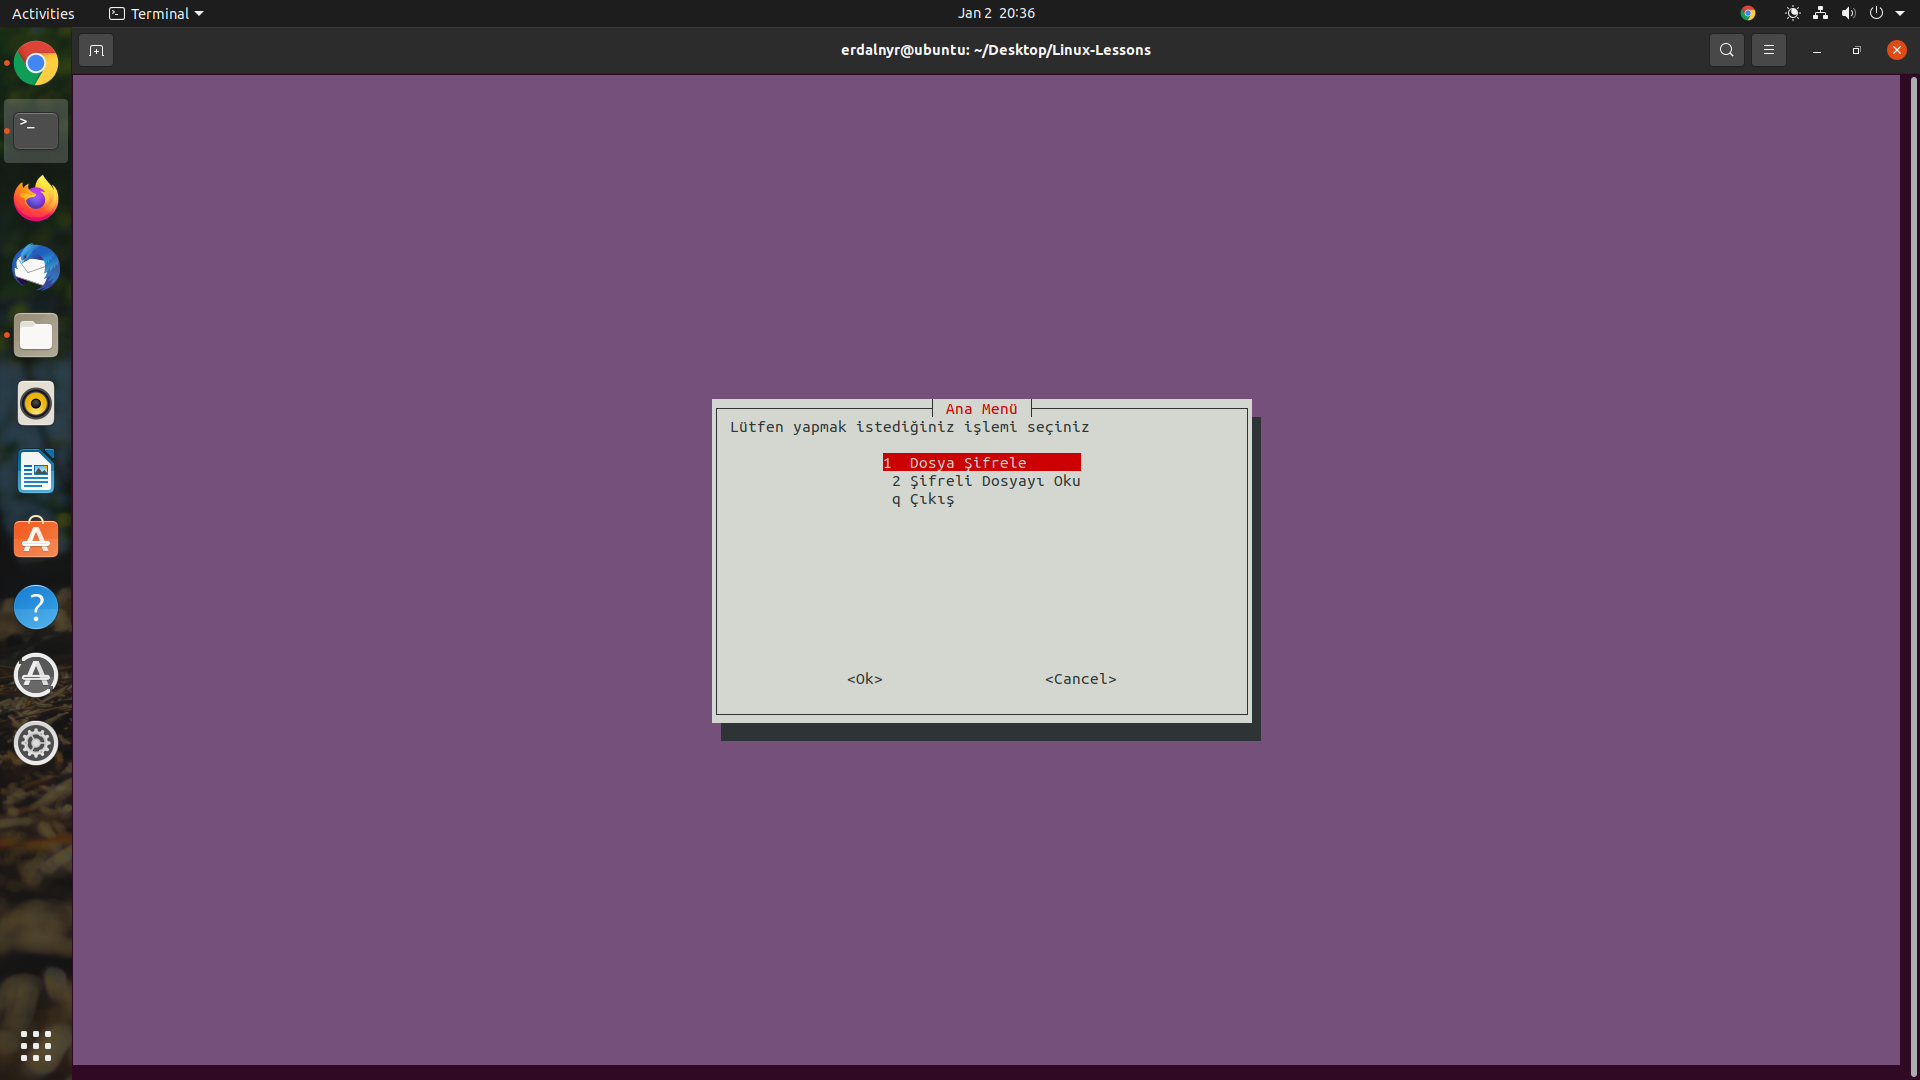 Activities
Terminal
Jan 2 20:36
erdalnyr@ubuntu: ~/Desktop/Linux-Lessons
>_
Ana Menü
Lütfen yapmak istediğiniz işlemi seçiniz
1 Dosya Şifrele
2 Şifreli Dosyayı Oku
q Çıkış
<Ok>
<Cancel>